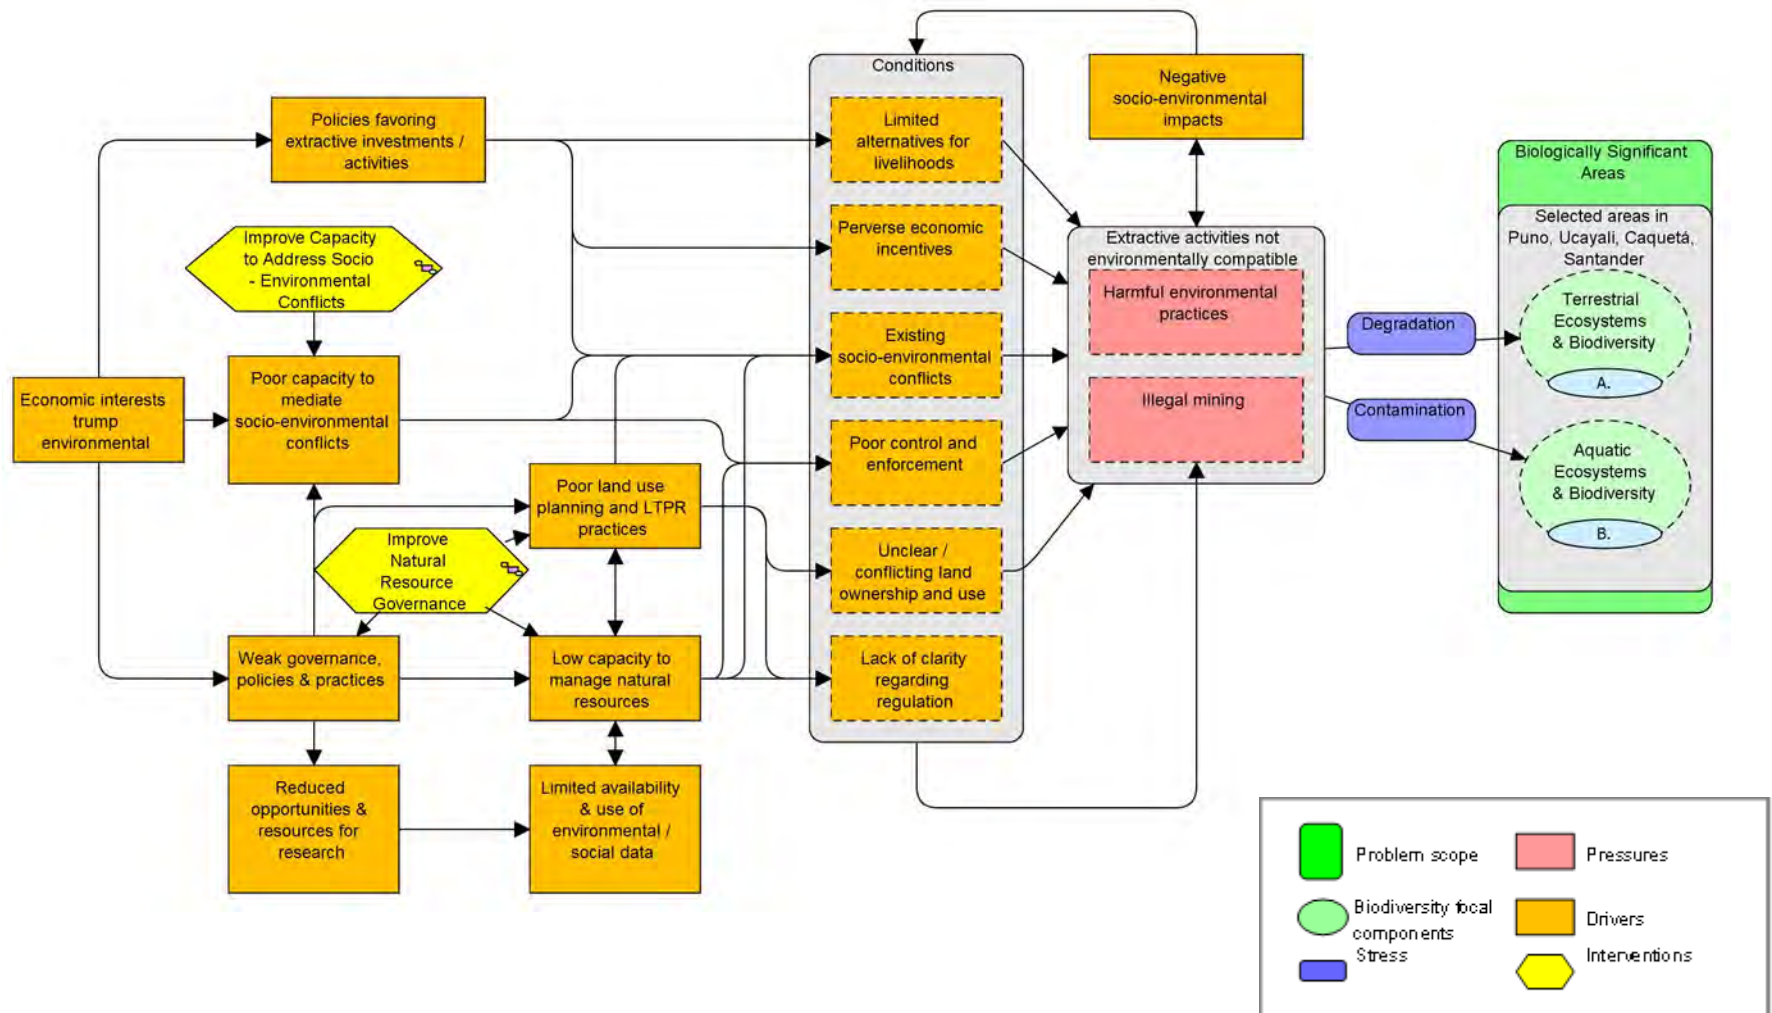 Conditions
Negative
socio-environmental
impacts
Policies favoring
extractive investments /
activities
Limited
alternatives for
livelihoods
Biologically Significant
Areas
Selected areas in
Puno, Ucayali, Caquetá,
Santander
Improve Capacity
to Address Socio
- Environmental
Conflicts
Perverse economic
incentives
Extractive activities not
environmentally compatible
Harmful environmental
practices
Terrestrial
Ecosystems
& Biodiversity
A.
Degradation
Existing
socio-environmental
conflicts
Economic interests
trump
environmental
Poor capacity to
mediate
socio-environmental
conflicts
Illegal mining
Contamination
Poor control and
enforcement
Aquatic
Ecosystems
& Biodiversity
B.
Poor land use
planning and LTPR
practices
Improve
Natural
Resource
Governance
Unclear /
conflicting land
ownership and use
Weak governance,
policies & practices
Low capacity to
manage natural
resources
Lack of clarity
regarding
regulation
Reduced
opportunities &
resources for
research
Limited availability
& use of
environmental /
social data
Problem scope
Pressures
Biodiversity focal
components
Drivers
Stress
Interventions